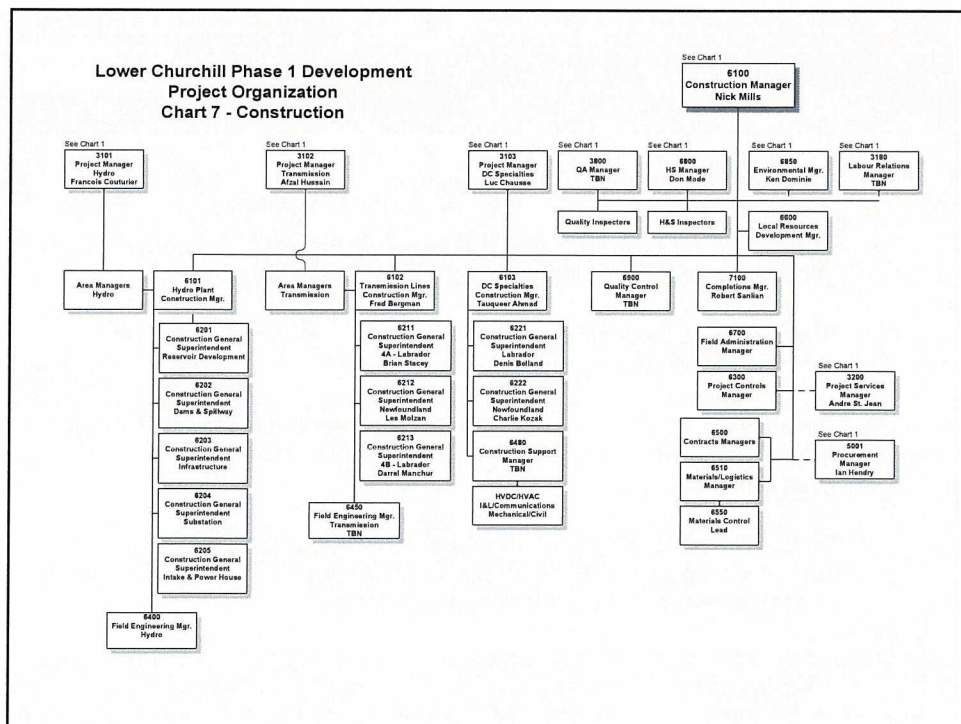 Lower Churchill Phase 1 Development
Project Organization
Chart 7 - Construction
See Chart 1
6100
Construction Manager
Nick Mills
See Chart 1
3101
Project Manager
Hydro
Francois Couturier
See Chart 1
3102
Project Manager
Transmission
Afzal Hussain
See Chart 1
3103
Project Manager
DC Specialties
Luc Chausse
See Chart 1
3800
QA Manager
TBN
See Chart 1
6800
HS Manager
Don Mode
See Chart 1
6850
Environmental Mgr.
Ken Dominie
See Chart 1
3180
Labour Relations
Manager
TBN
Quality Inspectors
H&S Inspectors
6600
Local Resources
Development Mgr.
Area Managers
Hydro
6101
Hydro Plant
Construction Mgr.
Area Managers
Transmission
6102
Transmission Lines
Construction Mgr.
Fred Bergman
6103
DC Specialties
Construction Mgr.
Tauqueer Ahmad
6900
Quality Control
Manager
TBN
7100
Completions Mgr.
Robert Sanlian
6201
Construction General
Superintendent
Reservoir Development
6202
Construction General
Superintendent
Dams & Spillway
6203
Construction General
Superintendent
Infrastructure
6204
Construction General
Superintendent
Substation
6205
Construction General
Superintendent
Intake & Power House
6400
Field Engineering Mgr.
Hydro
6211
Construction General
Superintendent
4A - Labrador
Brian Stacey
6212
Construction General
Superintendent
Newfoundland
Les Molzan
6213
Construction General
Superintendent
4B - Labrador
Darrel Manchur
6450
Field Engineering Mgr.
Transmission
TBN
6221
Construction General
Superintendent
Labrador
Denis Bolland
6222
Construction General
Superintendent
Newfoundland
Charlie Kozak
6480
Construction Support
Manager
TBN
HVDC/HVAC
I&L/Communications
Mechanical/Civil
6700
Field Administration
Manager
6300
Project Controls
Manager
See Chart 1
3200
Project Services
Manager
Andre St. Jean
6500
Contracts Managers
6510
Materials/Logistics
Manager
6550
Materials Control
Lead
See Chart 1
5001
Procurement
Manager
Ian Hendry